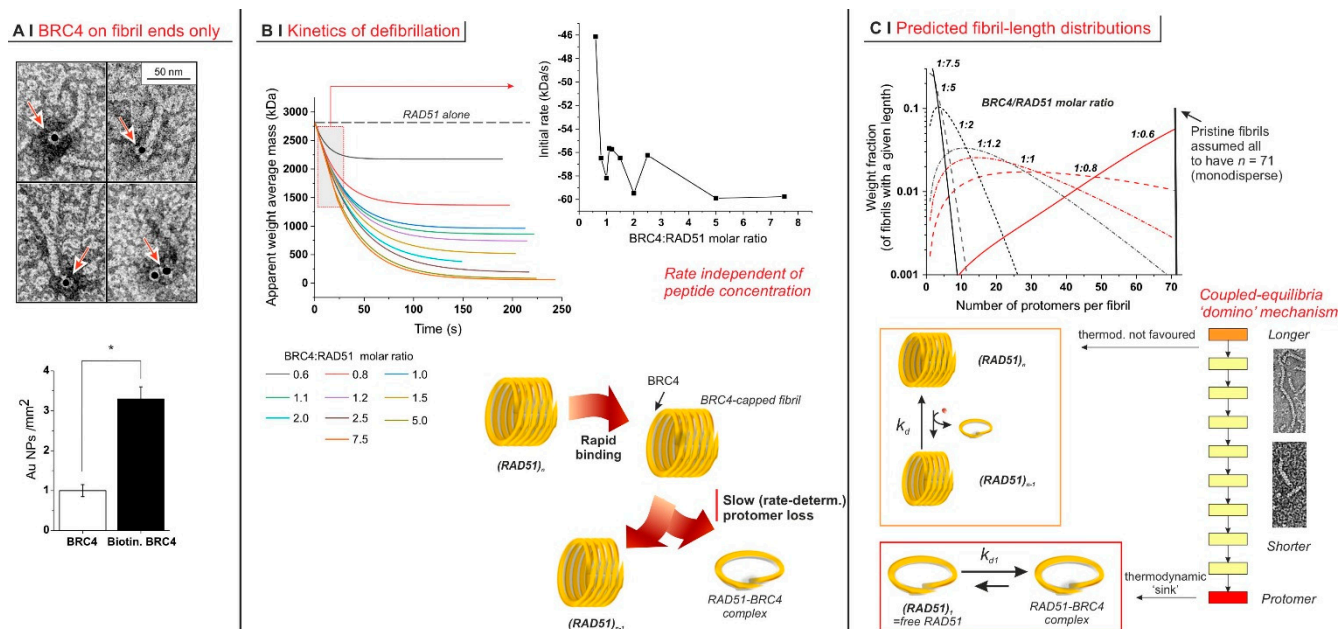 A I BRC4 on fibril ends only
50 nm
Au NPs /mm2
4
3
2
1
0
*
BRC4 Biotin. BRC4
B I Kinetics of defibrillation
Apparent weight average mass (kDa)
3000
2750
2500
2250
2000
1750
1500
1250
1000
750
500
250
0
RAD51 alone
0 50 100 150 200 250
Time (s)
Initial rate (kDa/s)
-46
-48
-50
-52
-54
-56
-58
-60
0 1 2 3 4 5 6 7 8
BRC4:RAD51 molar ratio
Rate independent of
peptide concentration
BRC4:RAD51 molar ratio
0.6 0.8 1.0
1.1 1.2 1.5
2.0 2.5 5.0
7.5
(RAD51)n
Rapid
binding
BRC4
BRC4-capped fibril
Slow (rate-determ.)
protomer loss
(RAD51)n-1
RAD51-BRC4
complex
C I Predicted fibril-length distributions
Weight fraction
(of fibrils with a given legnth)
0.1
0.01
0.001
1:7.5
1:5
BRC4/RAD51 molar ratio
1:2
1:1.2
1:1
1:0.8
1:0.6
Pristine fibrils
assumed all
to have n = 71
(monodisperse)
0 10 20 30 40 50 60 70
Number of protomers per fibril
Coupled-equilibria
'domino' mechanism
thermod. not favoured
Longer
(RAD51)n
kd
(RAD51)n-1
Shorter
(RAD51)1
=free RAD51
kd1
RAD51-BRC4
complex
thermodynamic
'sink'
Protomer